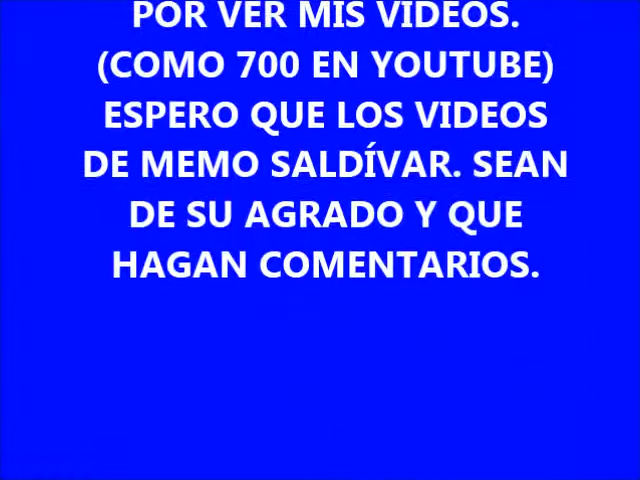 POR VER MIS VIDEOS.
(COMO 700 EN YOUTUBE)
ESPERO QUE LOS VIDEOS
DE MEMO SALDÍVAR. SEAN
DE SU AGRADO Y QUE
HAGAN COMENTARIOS.